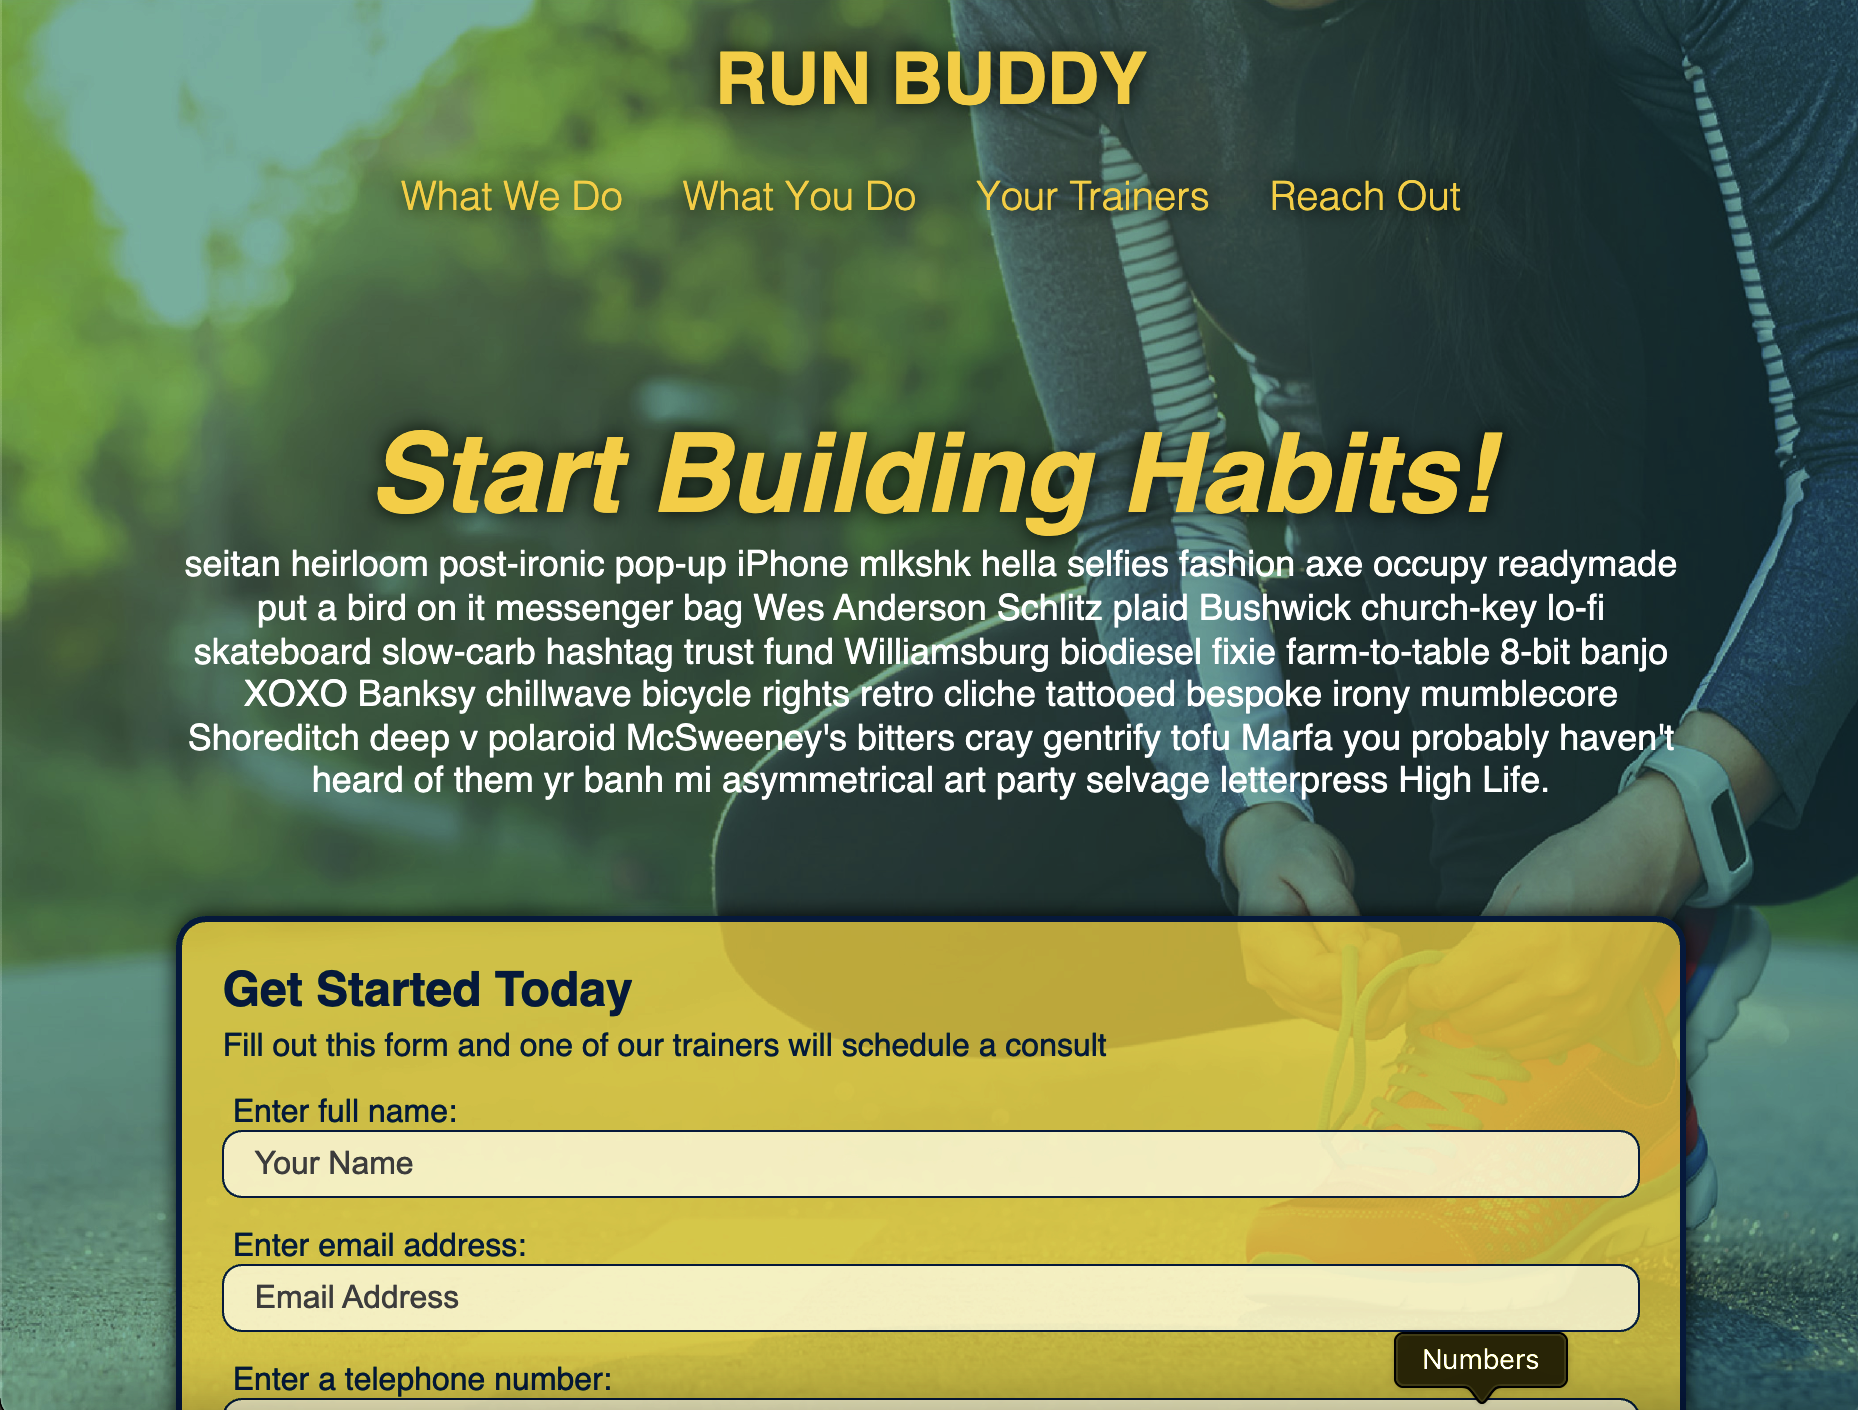 RUN BUDDY
What We Do What You Do Your Trainers Reach Out
Start Building Habits!
seitan heirloom post-ironic pop-up iPhone mlkshk hella selfies fashion axe occupy readymade
put a bird on it messenger bag Wes Anderson Schlitz plaid Bushwick church-key lo-fi
skateboard slow-carb hashtag trust fund Williamsburg biodiesel fixie farm-to-table 8-bit banjo
XOXO Banksy chillwave bicycle rights retro cliche tattooed bespoke irony mumblecore
Shoreditch deep v polaroid McSweeney's bitters cray gentrify tofu Marfa you probably haven't
heard of them yr banh mi asymmetrical art party selvage letterpress High Life.
Get Started Today
Fill out this form and one of our trainers will schedule a consult
Enter full name:
Your Name
Enter email address:
Email Address
Numbers
Enter a telephone number: